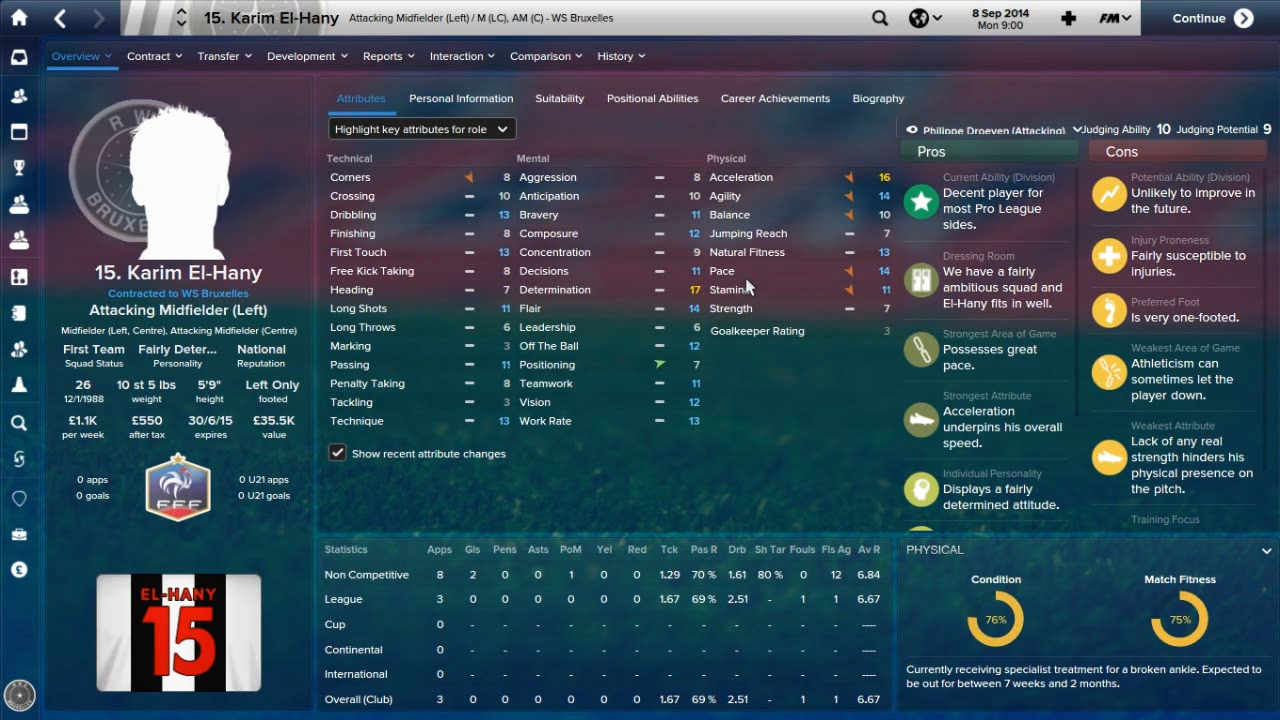 15. Karim El-Hany
Attacking Midfielder (Left) / M (LC), AM (C) - WS Bruxelles
8 Sep 2014
Mon 9:00
FM
Continue
Overview
Contract
Transfer
Development
Reports
Interaction
Comparison
History
Attributes
Personal Information
Suitability
Positional Abilities
Career Achievements
Biography
Highlight key attributes for role
Philippe Droeven (Attacking)
Judging Ability 10 Judging Potential 9
R W
BRUXE
15. Karim El-Hany
Contracted to WS Bruxelles
Attacking Midfielder (Left)
Midfielder (Left, Centre), Attacking Midfielder (Centre)
First Team Fairly Deter... National
Squad Status Personality Reputation
26 10 st 5 lbs 5'9" Left Only
12/1/1988 weight height footed
£1.1K £550 30/6/15 £35.5K
per week after tax expires value
0 apps
0 goals
FFF
0 U21 apps
0 U21 goals
EL-HANY
15
Technical Mental Physical
Corners 8 Aggression 8 Acceleration 16
Crossing 10 Anticipation 10 Agility 14
Dribbling 13 Bravery 11 Balance 10
Finishing 8 Composure 12 Jumping Reach 7
First Touch 13 Concentration 9 Natural Fitness 13
Free Kick Taking 8 Decisions 11 Pace 14
Heading 7 Determination 17 Stamina 11
Long Shots 11 Flair 14 Strength 7
Long Throws 6 Leadership 6 Goalkeeper Rating 3
Marking 3 Off The Ball 12
Passing 11 Positioning 7
Penalty Taking 8 Teamwork 11
Tackling 3 Vision 12
Technique 13 Work Rate 13
Show recent attribute changes
Pros
Current Ability (Division)
Decent player for
most Pro League
sides.
Dressing Room
We have a fairly
ambitious squad and
El-Hany fits in well.
Strongest Area of Game
Possesses great
pace.
Strongest Attribute
Acceleration
underpins his overall
speed.
Individual Personality
Displays a fairly
determined attitude.
Cons
Potential Ability (Division)
Unlikely to improve in
the future.
Injury Proneness
Fairly susceptible to
injuries.
Preferred Foot
Is very one-footed.
Weakest Area of Game
Athleticism can
sometimes let the
player down.
Weakest Attribute
Lack of any real
strength hinders his
physical presence on
the pitch.
Training Focus
Statistics Apps Gls Pens Asts PoM Yel Red Tck Pas R Drb Sh Tar Fouls Fls Ag Av R
Non Competitive 8 2 0 0 1 0 0 1.29 70 % 1.61 80 % 0 12 6.84
League 3 0 0 0 0 0 0 1.67 69 % 2.51 - 1 1 6.67
Cup 0 - - - - - - - - - - - - ----
Continental 0 - - - - - - - - - - - - ----
International 0 - - - - - - - - - - - - ----
Overall (Club) 3 0 0 0 0 0 0 1.67 69 % 2.51 - 1 1 6.67
PHYSICAL
Condition Match Fitness
76% 75%
Currently receiving specialist treatment for a broken ankle. Expected to
be out for between 7 weeks and 2 months.